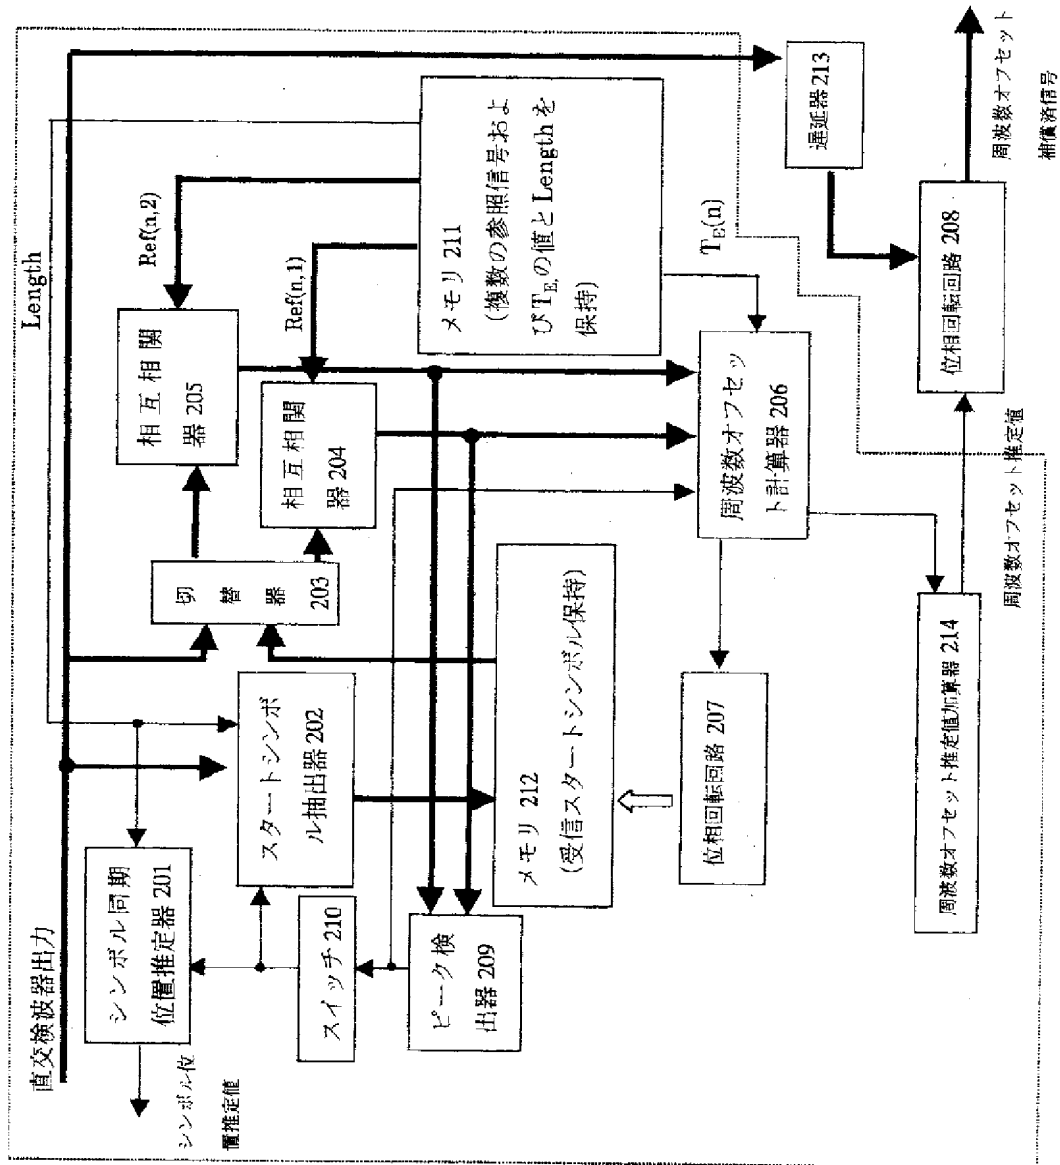 直交検波器出力
Length
シンボル同期
位置推定器 201
シンボル位
置推定値
スタートシンボ
ル抽出器 202
スイッチ 210
ピーク検
出器 209
切
替
器
203
相互相関
器 205
相互相関
器 204
Ref(n,2)
Ref(n,1)
メモリ 211
(複数の参照信号およ
びTEの値とLengthを
保持)
TE(n)
メモリ 212
(受信スタートシンボル保持)
位相回転回路 207
周波数オフセッ
ト計算器 206
周波数オフセット推定値加算器 214
周波数オフセット推定値
遅延器 213
位相回転回路 208
周波数オフセット
補償済信号